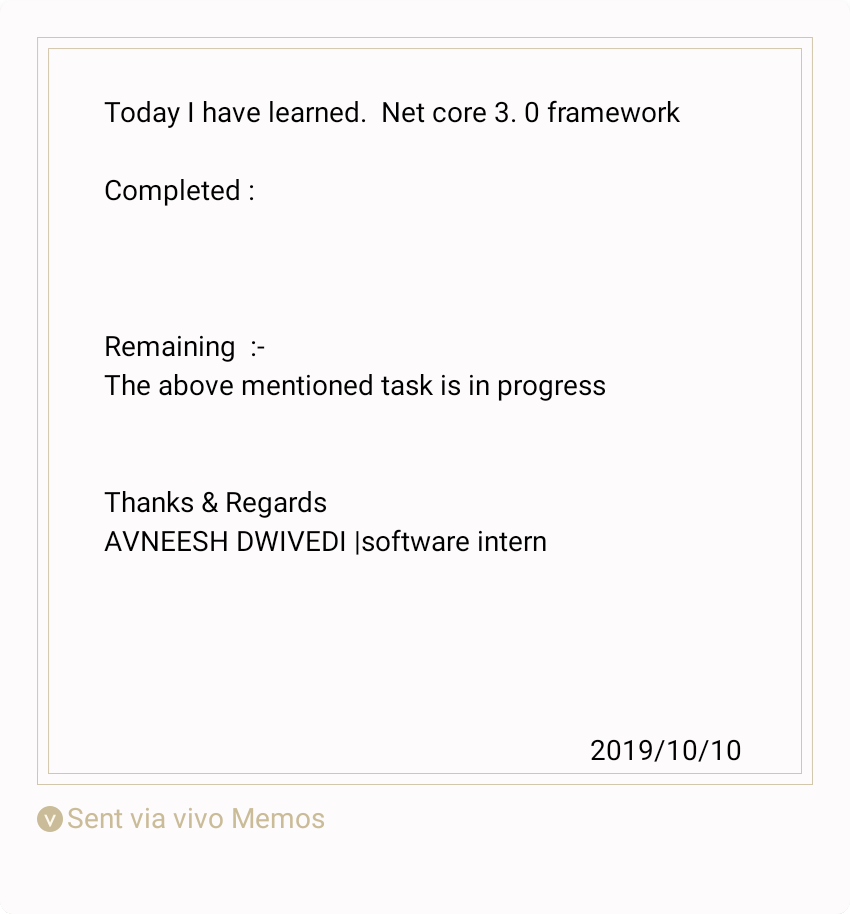 Today I have learned.  Net core 3. 0 framework
Completed :
Remaining  :-
The above mentioned task is in progress
Thanks & Regards
AVNEESH DWIVEDI |software intern
2019/10/10
Sent via vivo Memos